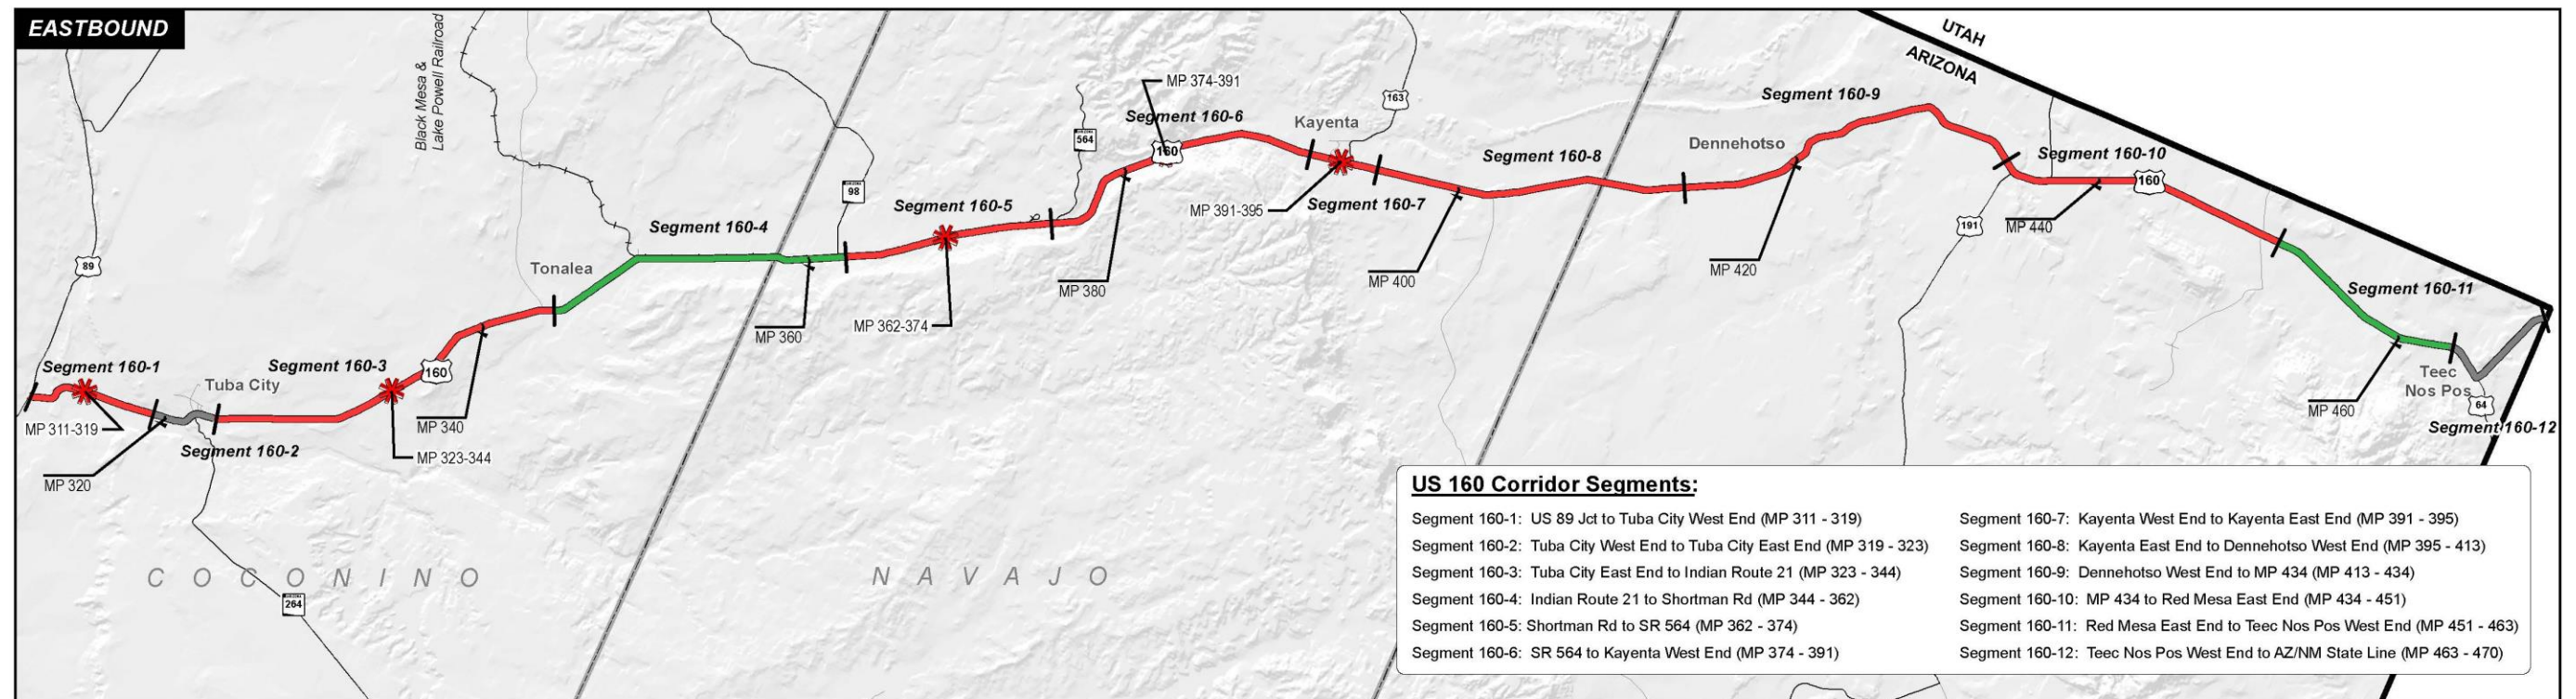 EASTBOUND
UTAH
ARIZONA
Black Mesa &
Lake Powell Railroad
MP 374-391
Segment 160-9
163
Segment 160-6
Kayenta
564
160
Dennehotso
Segment 160-8
Segment 160-10
160
98
Segment 160-5
MP 391-395
Segment 160-7
191
MP 440
Segment 160-4
89
Tonalea
MP 420
MP 400
MP 380
Segment 160-11
MP 362-374
MP 360
Segment 160-1
Segment 160-3
160
Tuba City
Teec
Nos Pos
64
MP 460
MP 311-319
MP 340
Segment 160-12
Segment 160-2
MP 323-344
MP 320
COCONINO
NAVAJO
264
US 160 Corridor Segments:
Segment 160-1: US 89 Jct to Tuba City West End (MP 311 - 319)
Segment 160-2: Tuba City West End to Tuba City East End (MP 319 - 323)
Segment 160-3: Tuba City East End to Indian Route 21 (MP 323 - 344)
Segment 160-4: Indian Route 21 to Shortman Rd (MP 344 - 362)
Segment 160-5: Shortman Rd to SR 564 (MP 362 - 374)
Segment 160-6: SR 564 to Kayenta West End (MP 374 - 391)
Segment 160-7: Kayenta West End to Kayenta East End (MP 391 - 395)
Segment 160-8: Kayenta East End to Dennehotso West End (MP 395 - 413)
Segment 160-9: Dennehotso West End to MP 434 (MP 413 - 434)
Segment 160-10: MP 434 to Red Mesa East End (MP 434 - 451)
Segment 160-11: Red Mesa East End to Teec Nos Pos West End (MP 451 - 463)
Segment 160-12: Teec Nos Pos West End to AZ/NM State Line (MP 463 - 470)